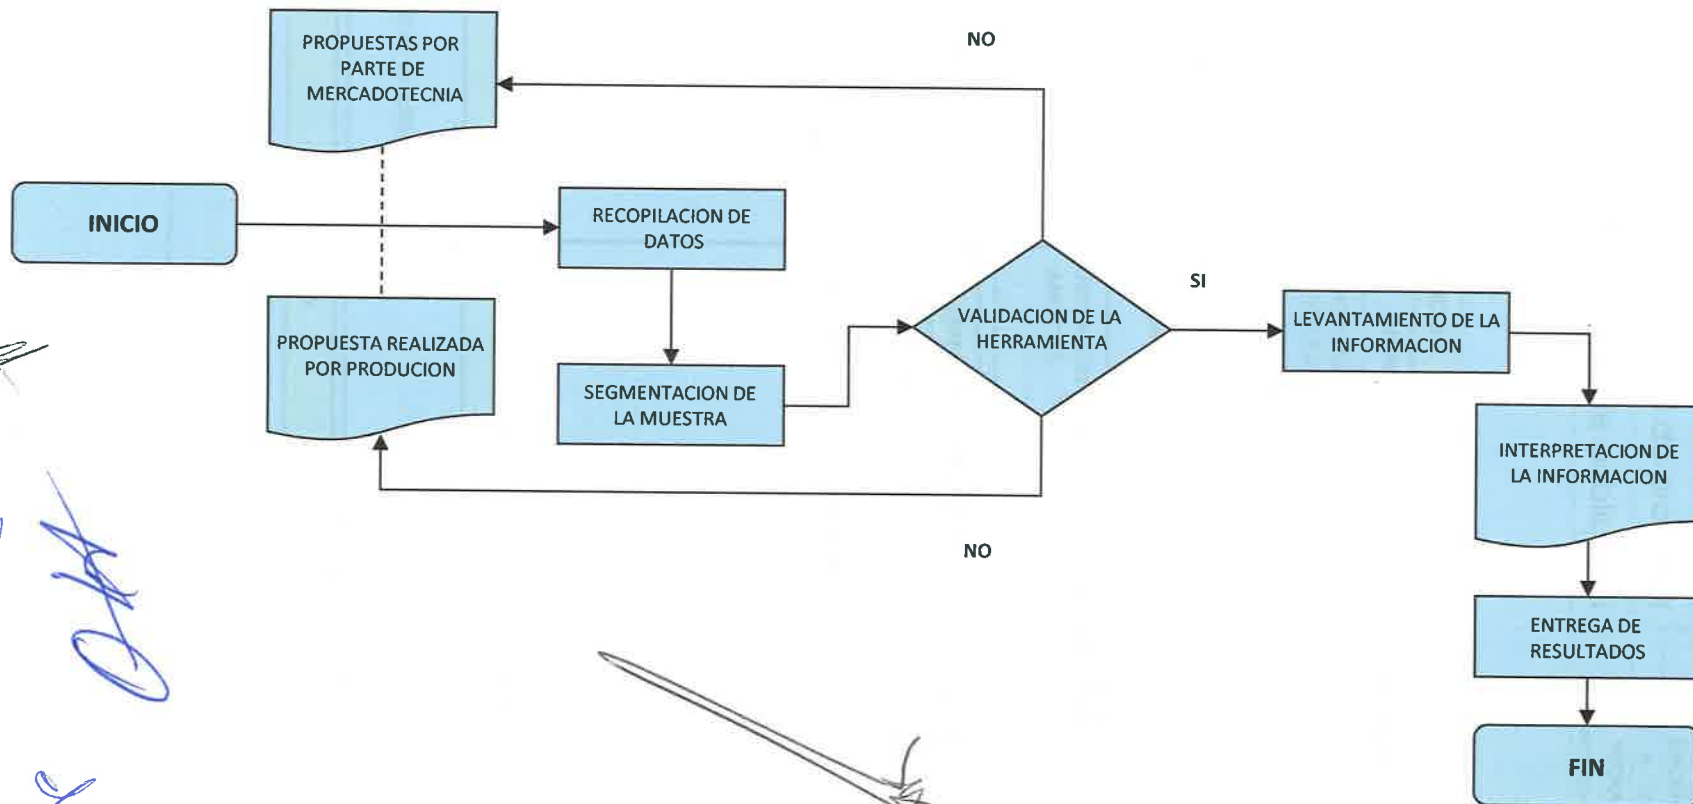 PROPUESTAS POR
PARTE DE
MERCADOTECNIA
NO
INICIO
RECOPILACION DE
DATOS
PROPUESTA REALIZADA
POR PRODUCION
SEGMENTACION DE
LA MUESTRA
VALIDACION DE LA
HERRAMIENTA
SI
LEVANTAMIENTO DE LA
INFORMACION
INTERPRETACION DE
LA INFORMACION
NO
ENTREGA DE
RESULTADOS
FIN